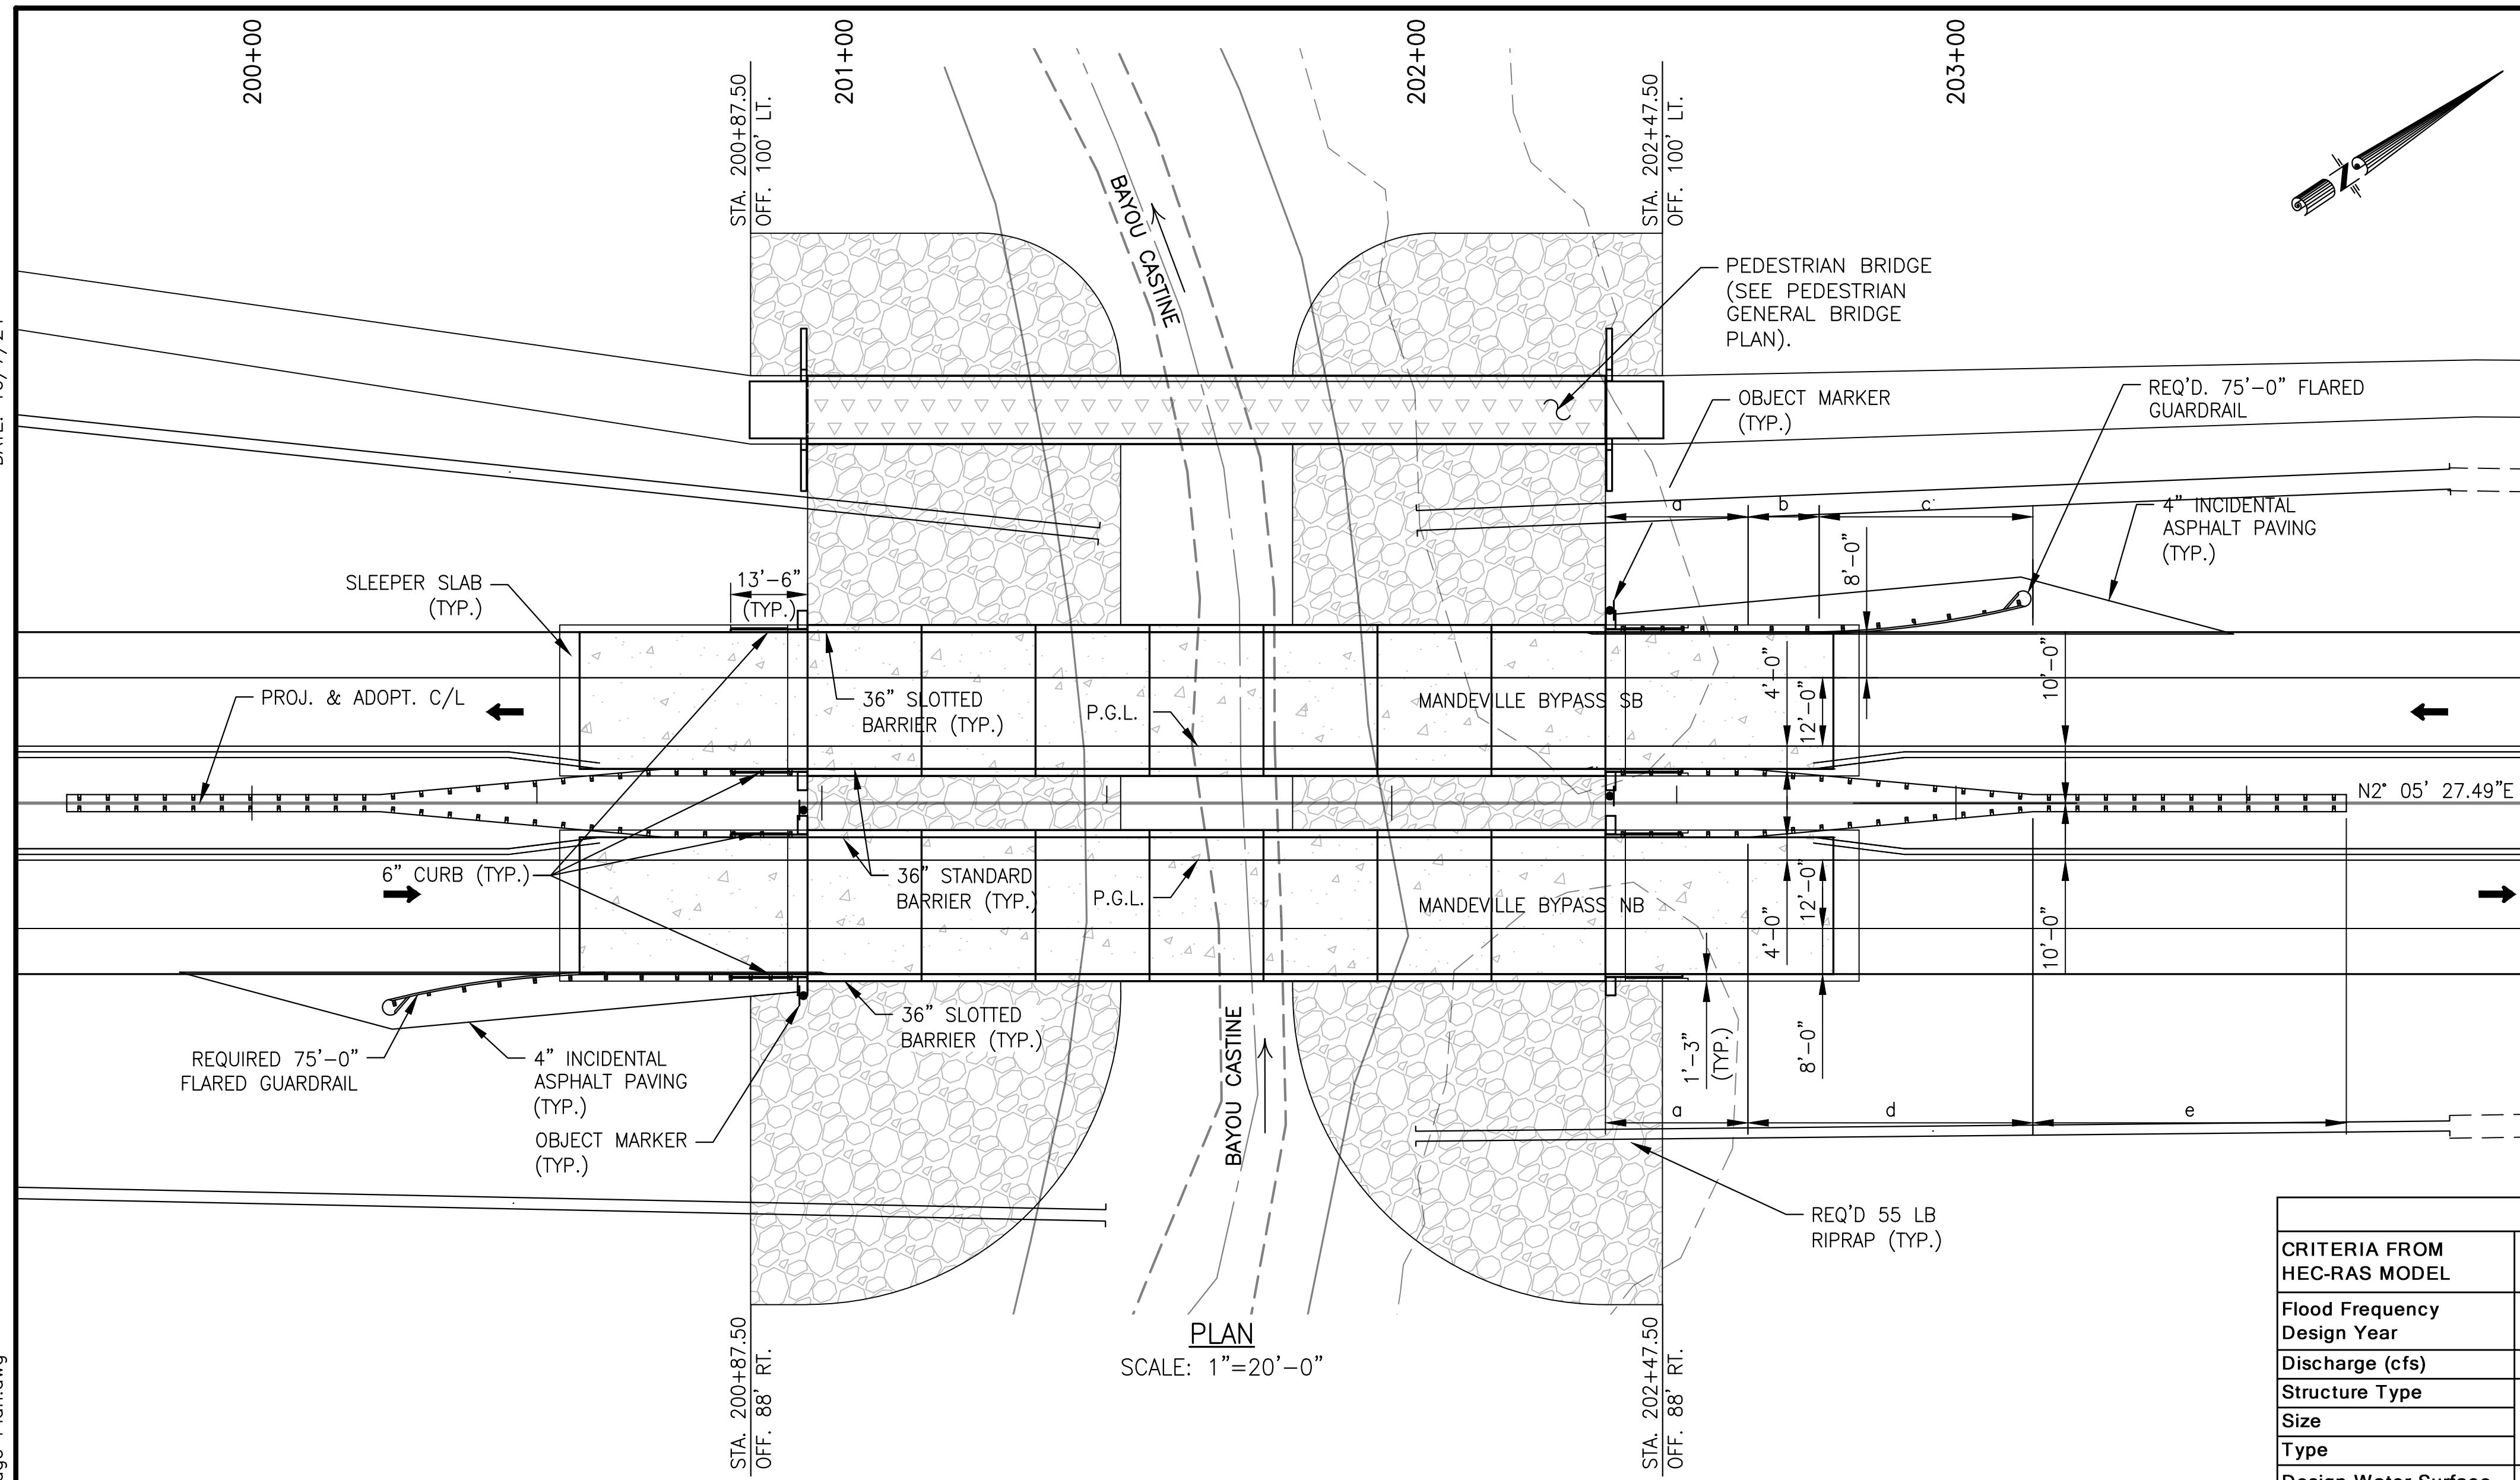 200+00
201+00
202+00
203+00
STA. 200+87.50
OFF. 100' LT.
STA. 202+47.50
OFF. 100' LT.
BAYOU CASTINE
PEDESTRIAN BRIDGE
(SEE PEDESTRIAN
GENERAL BRIDGE
PLAN).
OBJECT MARKER
(TYP.)
REQ'D. 75'-0" FLARED
GUARDRAIL
a
b
c
4" INCIDENTAL
ASPHALT PAVING
(TYP.)
8'-0"
SLEEPER SLAB
(TYP.)
13'-6"
(TYP.)
PROJ. & ADOPT. C/L
36" SLOTTED
BARRIER (TYP.)
P.G.L.
MANDEVILLE BYPASS SB
4'-0"
12'-0"
10'-0"
N2° 05' 27.49"E
6" CURB (TYP.)
36" STANDARD
BARRIER (TYP.)
P.G.L.
MANDEVILLE BYPASS NB
4'-0"
12'-0"
10'-0"
36" SLOTTED
BARRIER (TYP.)
REQUIRED 75'-0"
FLARED GUARDRAIL
4" INCIDENTAL
ASPHALT PAVING
(TYP.)
OBJECT MARKER
(TYP.)
BAYOU CASTINE
1'-3"
(TYP.)
8'-0"
a
d
e
REQ'D 55 LB
RIPRAP (TYP.)
STA. 200+87.50
OFF. 88' RT.
STA. 202+47.50
OFF. 88' RT.
PLAN
SCALE: 1"=20'-0"
CRITERIA FROM
HEC-RAS MODEL
Flood Frequency
Design Year
Discharge (cfs)
Structure Type
Size
Type
Design Water Surface